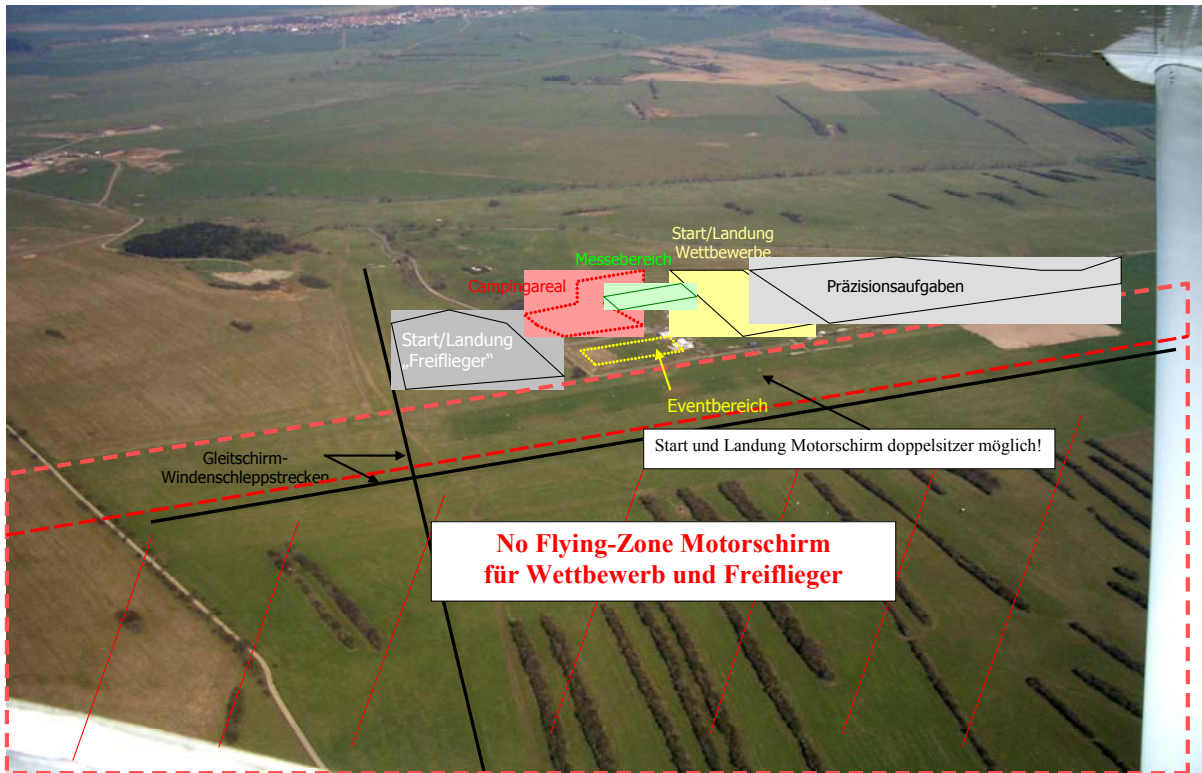 Start/Landung
Wettbewerbe
Messebereich
Campingareal
Präzisionsaufgaben
Start/Landung
„Freiflieger“
Eventbereich
Start und Landung Motorschirm doppelsitzer möglich!
Gleitschirm-
Windenschleppstrecken
No Flying-Zone Motorschirm
für Wettbewerb und Freiflieger